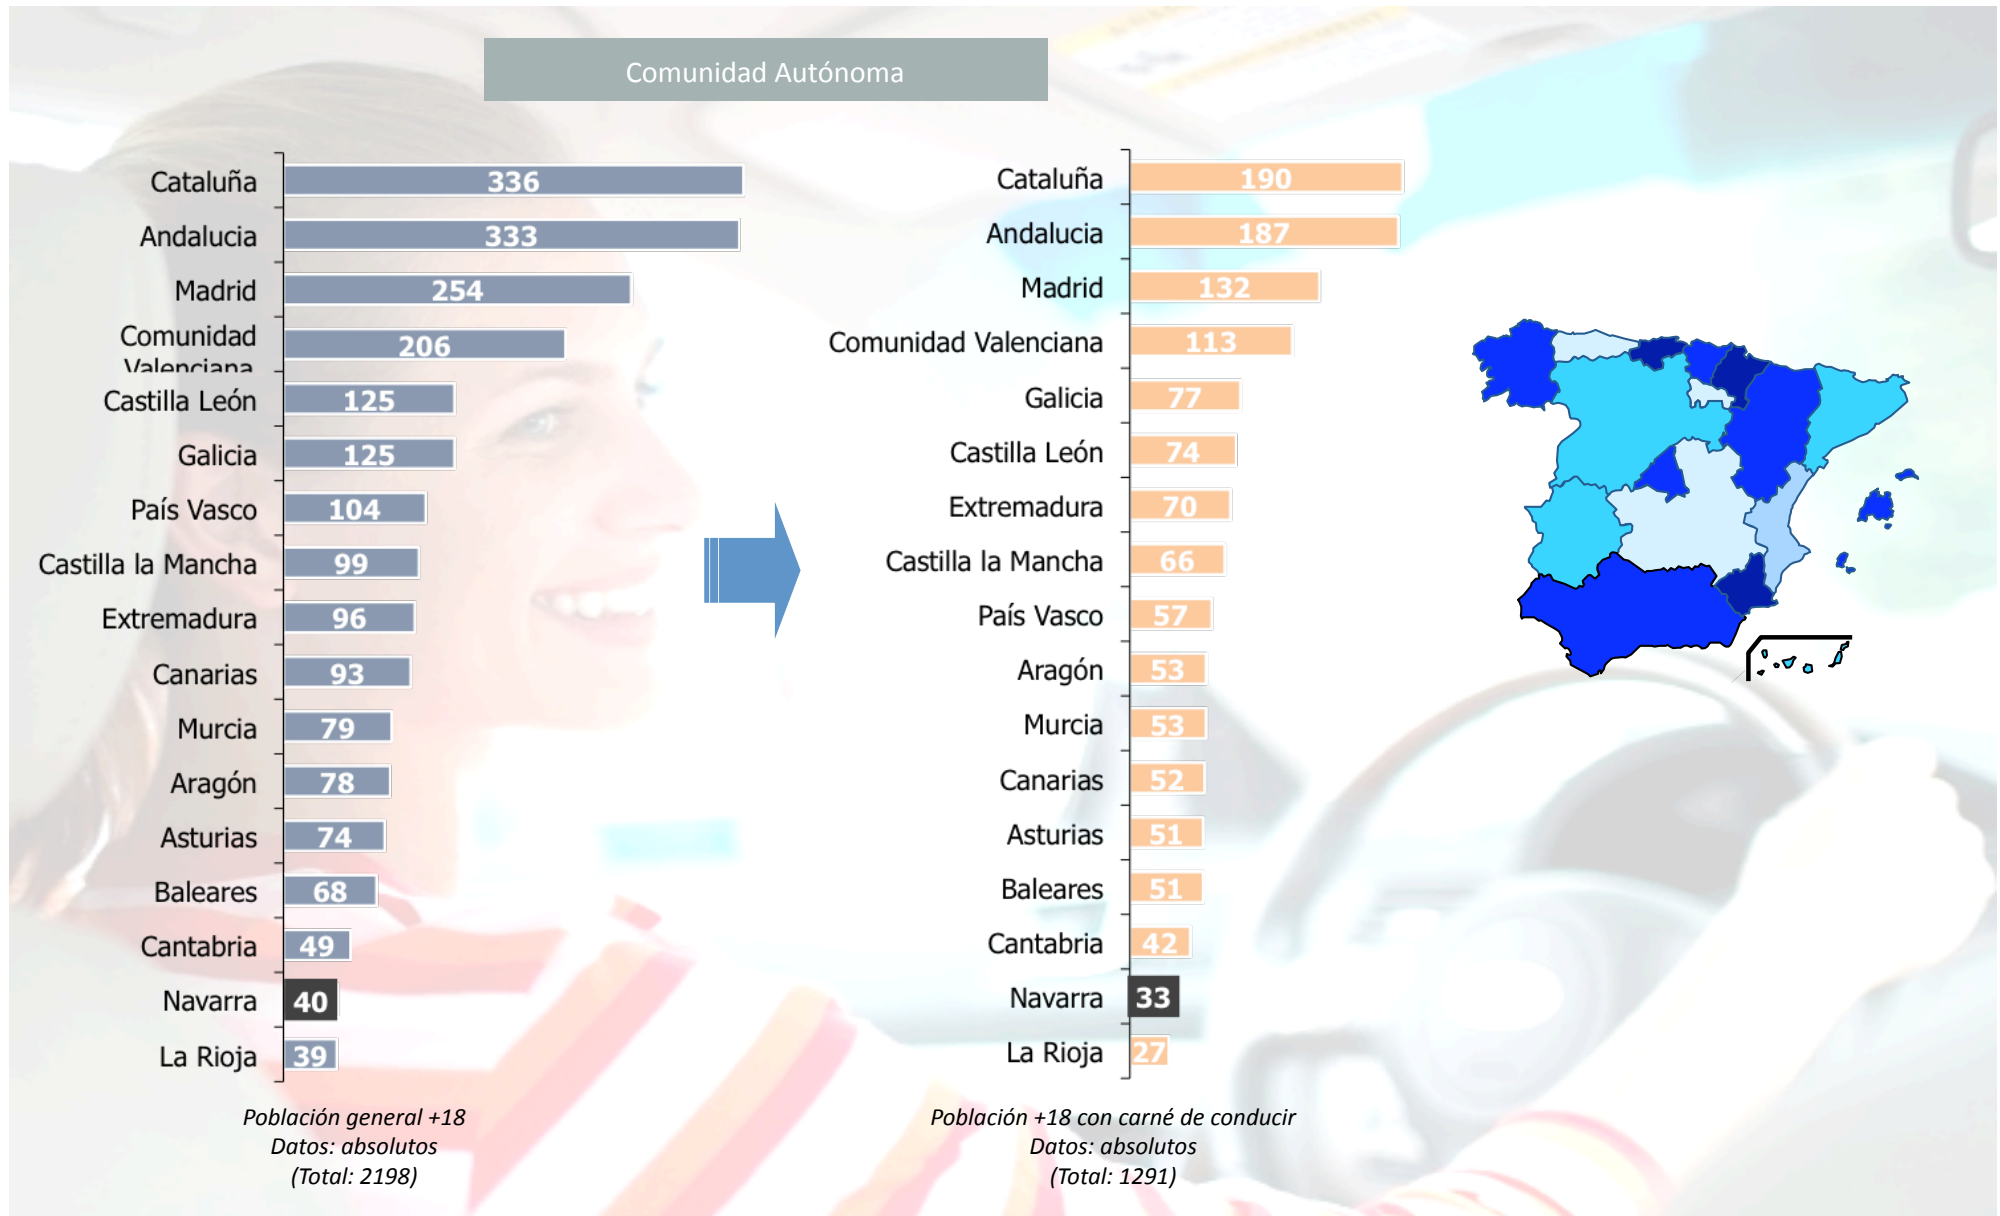 Comunidad Autónoma
Cataluña 336
Andalucia 333
Madrid 254
Comunidad
Valenciana 206
Castilla León 125
Galicia 125
País Vasco 104
Castilla la Mancha 99
Extremadura 96
Canarias 93
Murcia 79
Aragón 78
Asturias 74
Baleares 68
Cantabria 49
Navarra 40
La Rioja 39
Población general +18
Datos: absolutos
(Total: 2198)
Cataluña 190
Andalucia 187
Madrid 132
Comunidad Valenciana 113
Galicia 77
Castilla León 74
Extremadura 70
Castilla la Mancha 66
País Vasco 57
Aragón 53
Murcia 53
Canarias 52
Asturias 51
Baleares 51
Cantabria 42
Navarra 33
La Rioja 27
Población +18 con carné de conducir
Datos: absolutos
(Total: 1291)